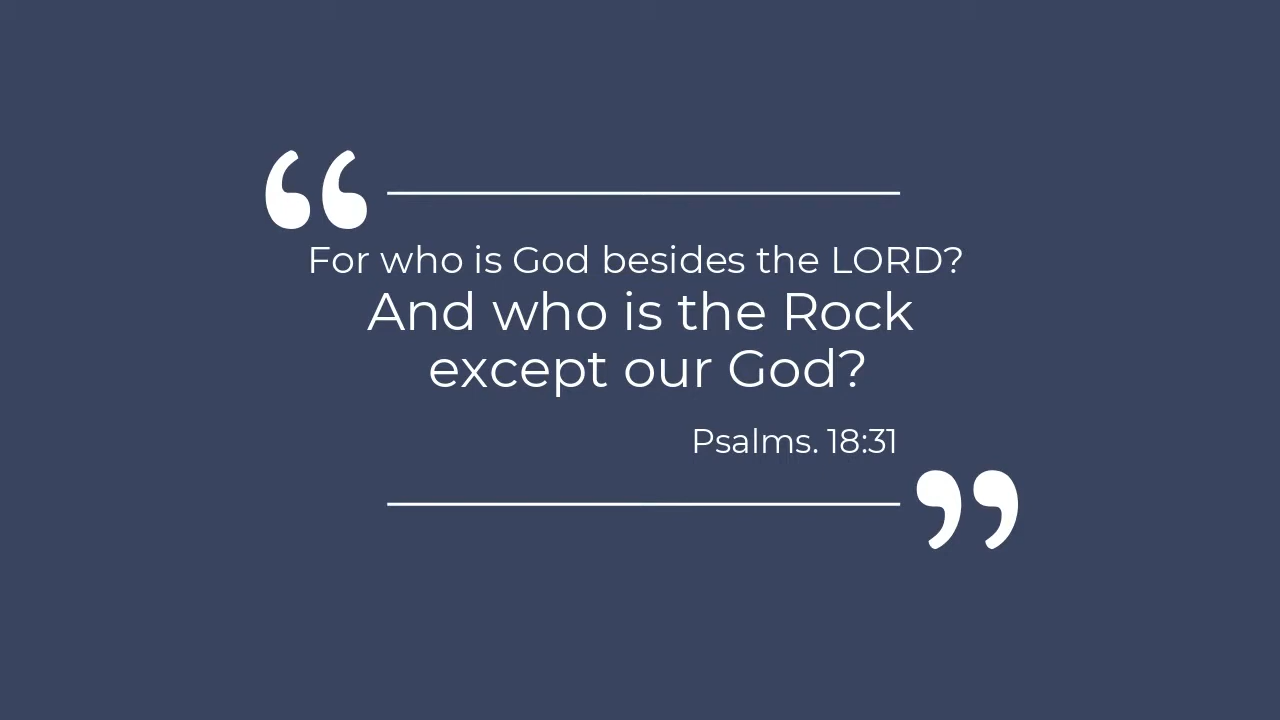 “
For who is God besides the LORD?
And who is the Rock
except our God?
Psalms. 18:31
”